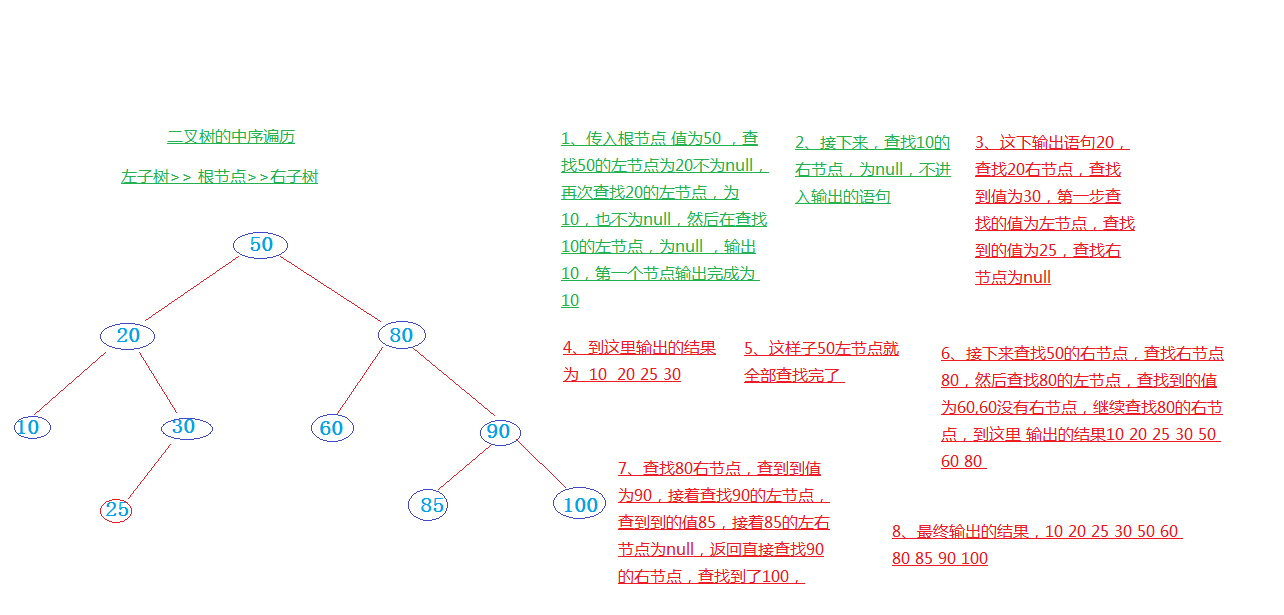 二叉树的中序遍历
左子树>> 根节点>>右子树
50
20
80
10
30
60
90
25
85
100
1、传入根节点 值为50 ，查
找50的左节点为20不为null，
再次查找20的左节点，为
10，也不为null，然后在查找
10的左节点，为null ，输出
10，第一个节点输出完成为
10
2、接下来，查找10的
右节点，为null，不进
入输出的语句
3、这下输出语句20，
查找20右节点，查找
到值为30，第一步查
找的值为左节点，查找
到的值为25，查找右
节点为null
4、到这里输出的结果
为  10  20 25 30
5、这样子50左节点就
全部查找完了
6、接下来查找50的右节点，查找右节点
80，然后查找80的左节点，查找到的值
为60,60没有右节点，继续查找80的右节
点，到这里 输出的结果10 20 25 30 50
60 80
7、查找80右节点，查到到值
为90，接着查找90的左节点，
查到到的值85，接着85的左右
节点为null，返回直接查找90
的右节点，查找到了100，
8、最终输出的结果，10 20 25 30 50 60
80 85 90 100